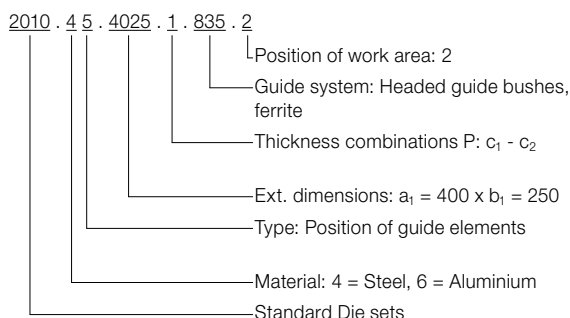 2010 . 4 5 . 4025 . 1 . 835 . 2
Position of work area: 2
Guide system: Headed guide bushes,
ferrite
Thickness combinations P: c₁ - c₂
Ext. dimensions: a₁ = 400 x b₁ = 250
Type: Position of guide elements
Material: 4 = Steel, 6 = Aluminium
Standard Die sets